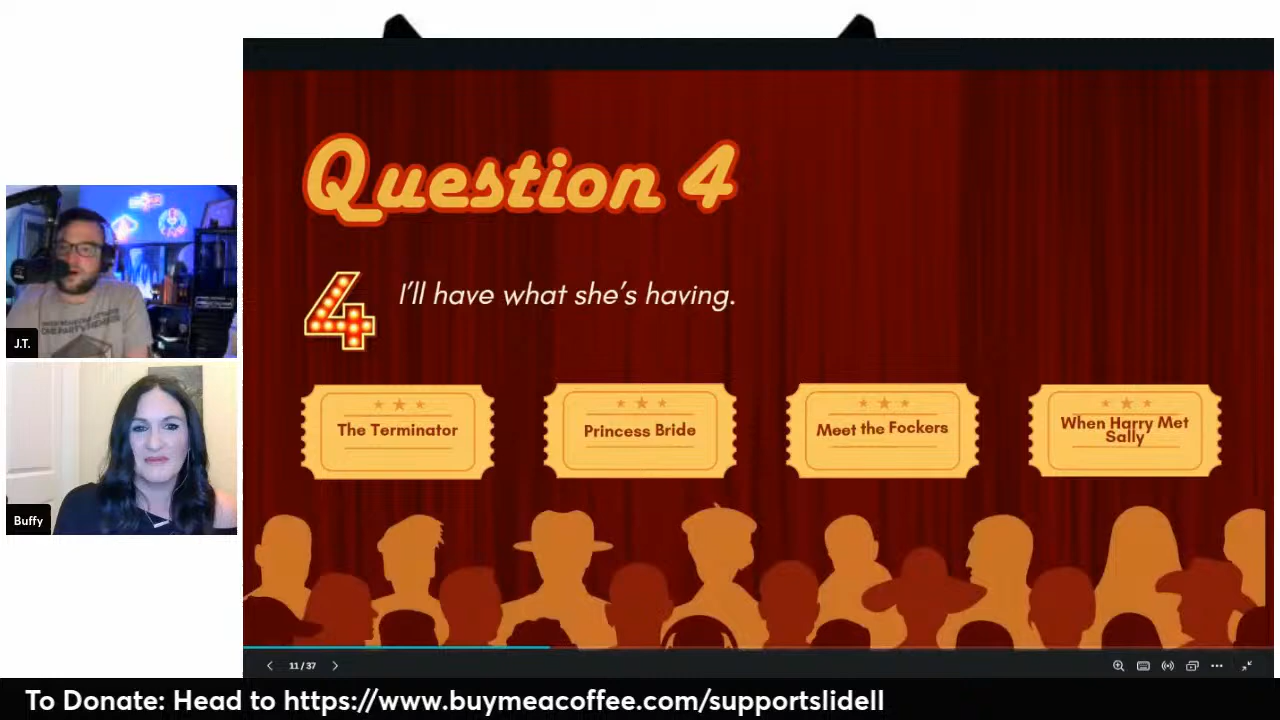 Question 4
4
I'll have what she's having.
The Terminator
Princess Bride
Meet the Fockers
When Harry Met
Sally
J.T.
Buffy
11 / 37
To Donate: Head to https://www.buymeacoffee.com/supportslidell